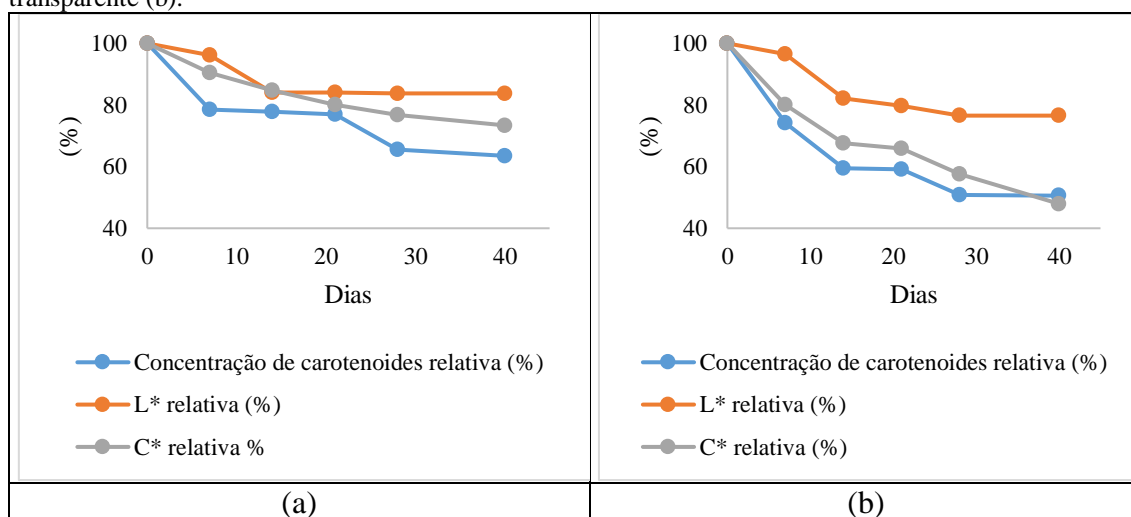 transparente (b).
100
80
60
40
(%)
0 10 20 30 40
Dias
Concentração de carotenoides relativa (%)
L* relativa (%)
C* relativa %
(a)
100
80
60
40
(%)
0 10 20 30 40
Dias
Concentração de carotenoides relativa (%)
L* relativa (%)
C* relativa (%)
(b)